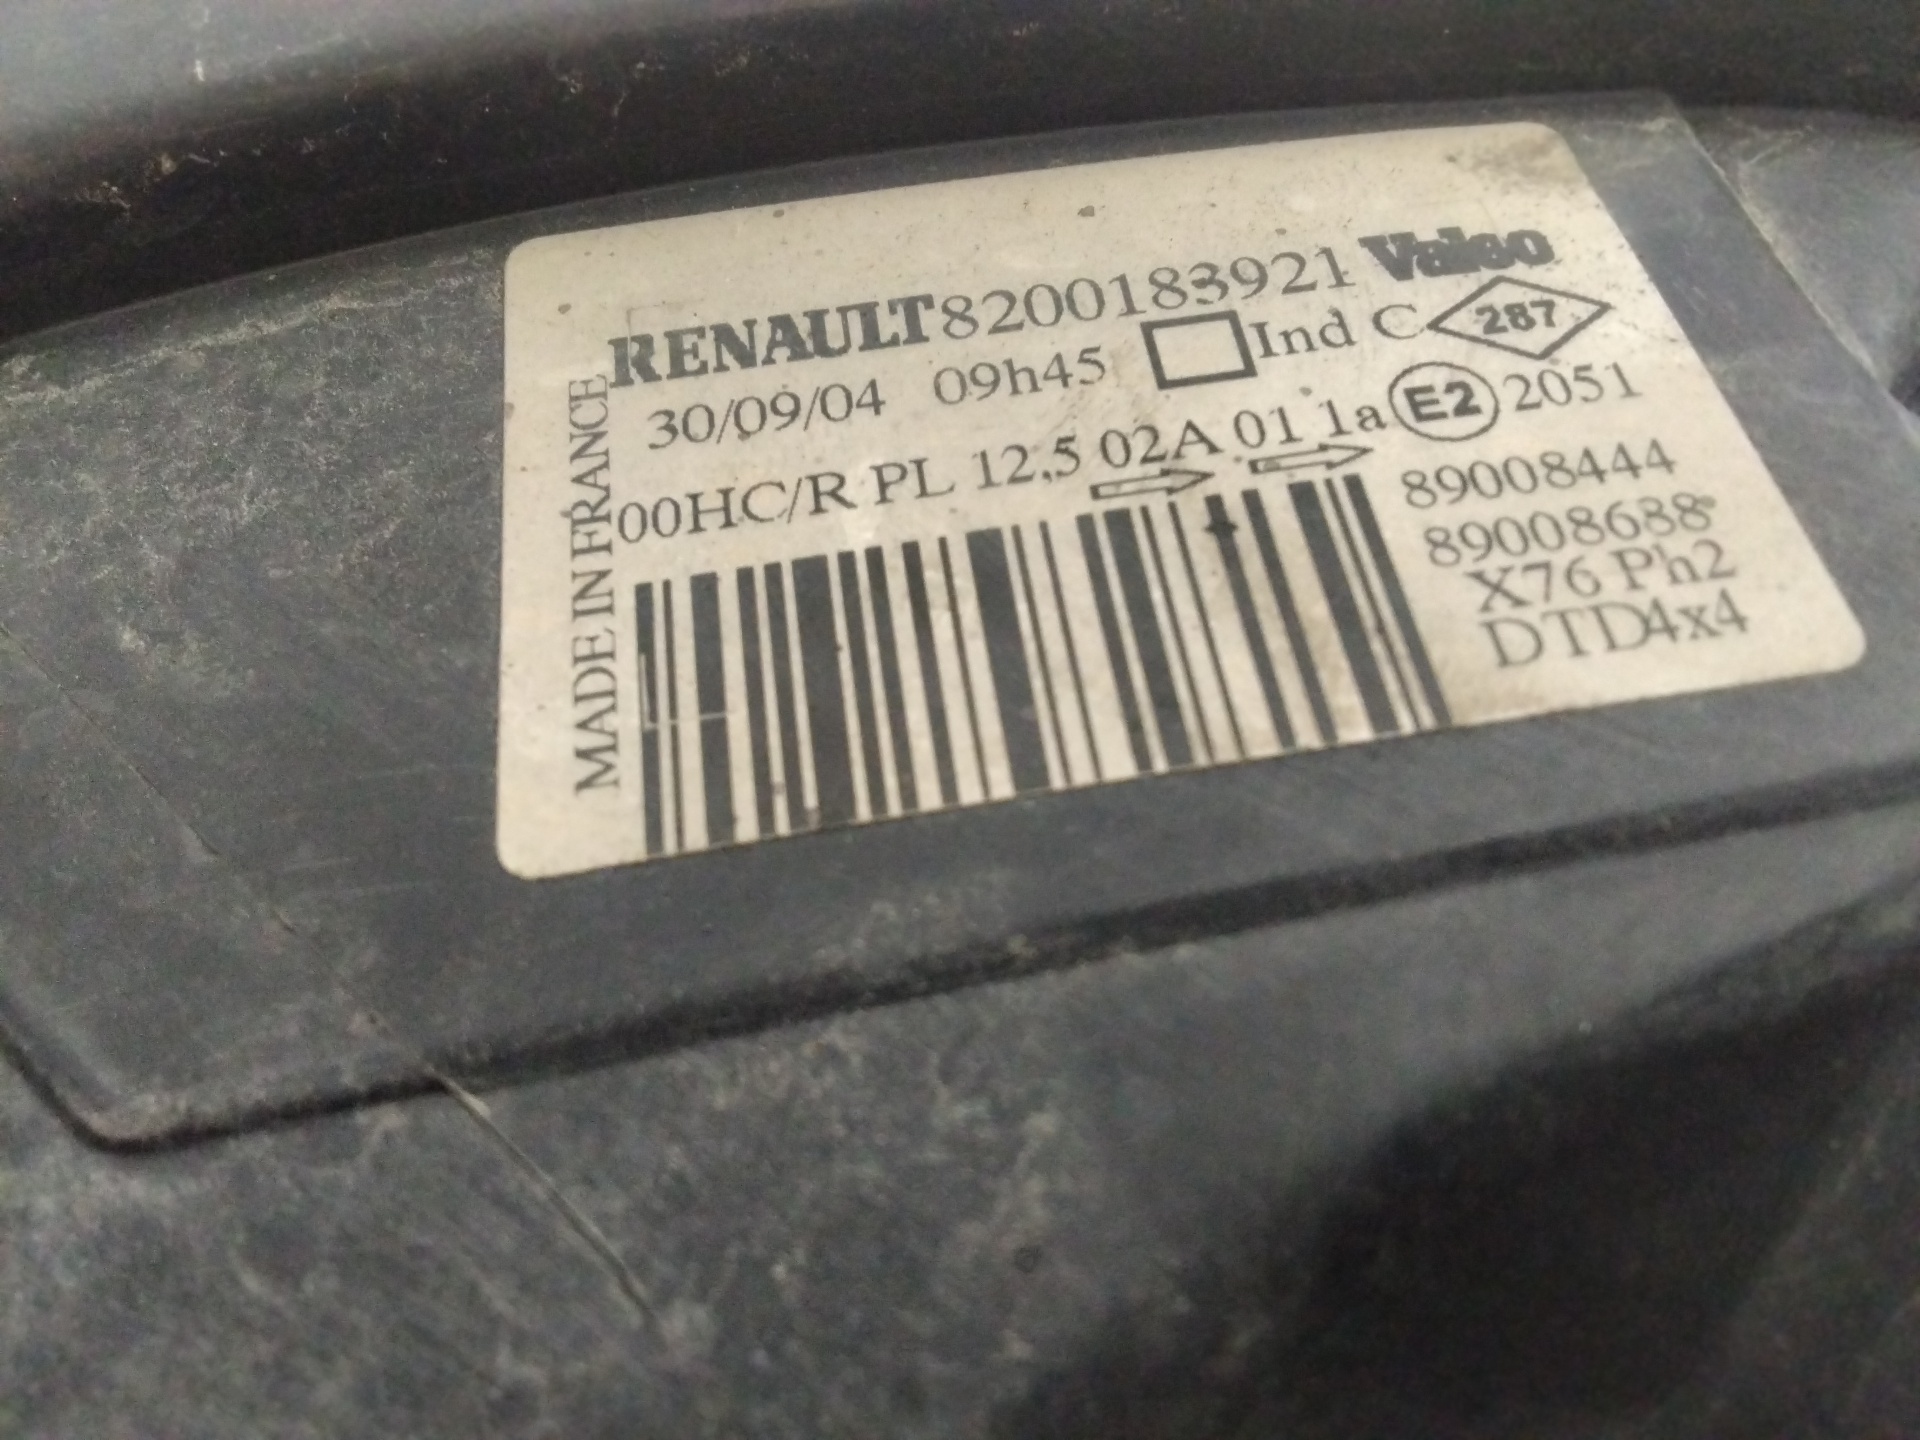 RENAULT 8200183921 Valeo
30/09/04 09h45 Ind C 287
00HC/R PL 12,5 02A 01 1a E2 2051
MADE IN FRANCE
89008444
89008688
X76 Ph2
DTD4x4